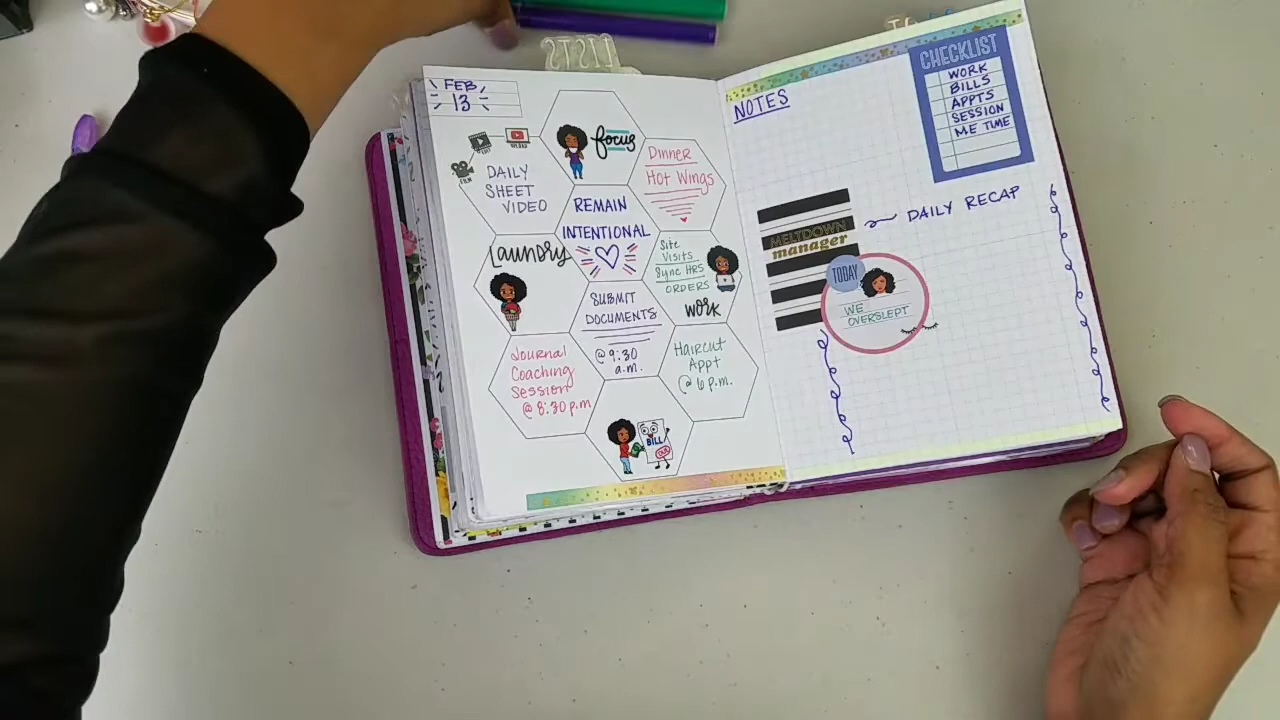 FEB
13
focus
UPLOAD
FILM
DAILY
SHEET
VIDEO
REMAIN
INTENTIONAL
Dinner
Hot Wings
Laundry
SUBMIT
DOCUMENTS
@ 9:30
a.m.
Site
Visits
Sync HRS
ORDERS
WORK
Journal
Coaching
Session
@ 8:30 p.m
Haircut
Appt
@ 6 p.m.
BILL
NOTES
CHECKLIST
WORK
BILLS
APPTS
SESSION
ME TIME
DAILY RECAP
MELTDOWN
manager
TODAY
WE
OVERSLEPT
LISTS